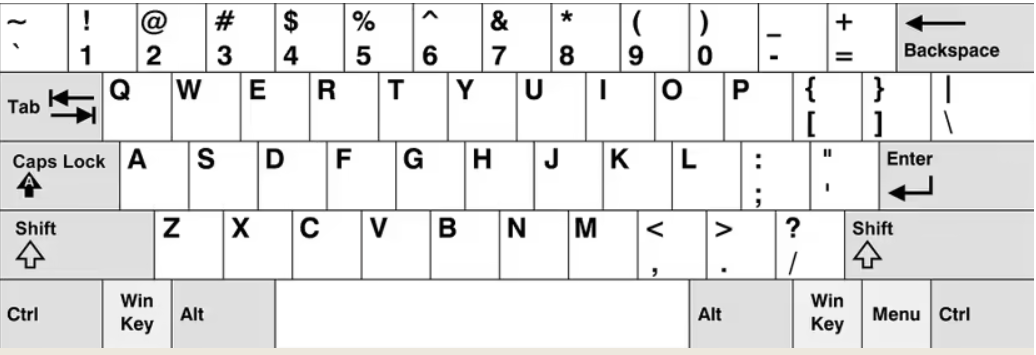 ~ ! @ # $ % ^ & * ( ) _ +
` 1 2 3 4 5 6 7 8 9 0 - = Backspace
Tab Q W E R T Y U I O P { } |
[ ] \
Caps Lock A S D F G H J K L : " Enter
A ; '
Shift Z X C V B N M < > ? Shift
, . /
Ctrl Win Key Alt Alt Win Key Menu Ctrl